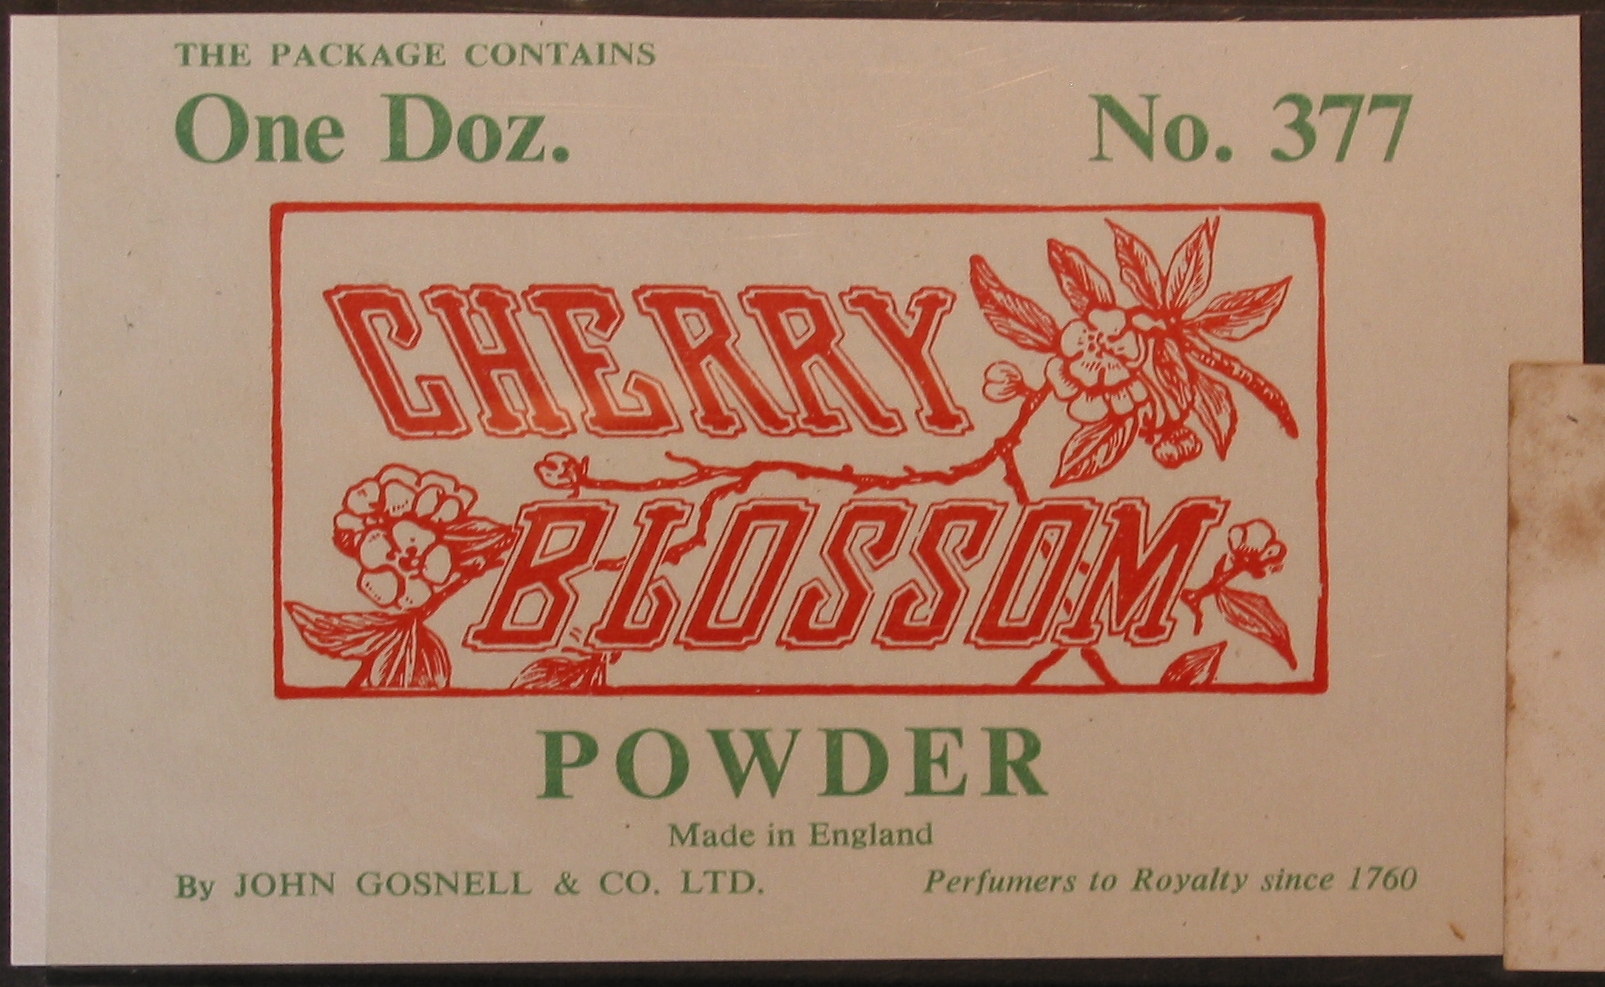 THE PACKAGE CONTAINS
One Doz.
No. 377
CHERRY
BLOSSOM
POWDER
Made in England
By JOHN GOSNELL & CO. LTD.
Perfumers to Royalty since 1760